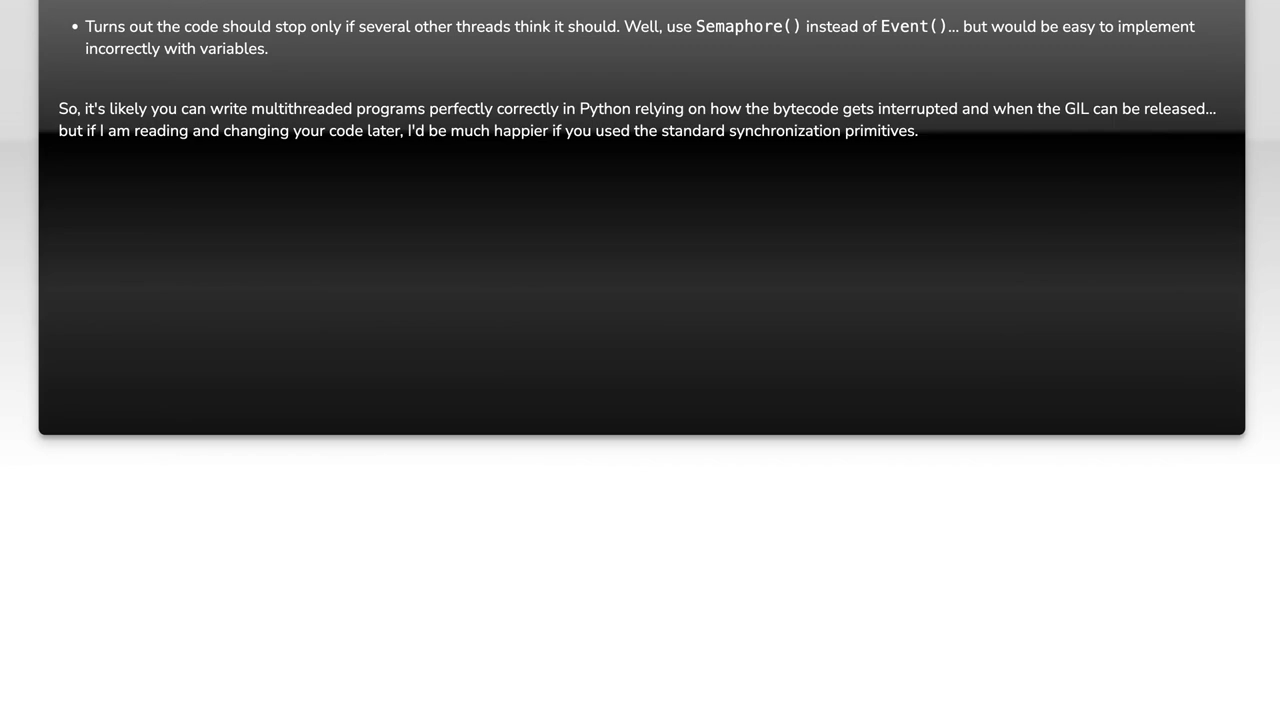 • Turns out the code should stop only if several other threads think it should. Well, use Semaphore() instead of Event()... but would be easy to implement
incorrectly with variables.
So, it's likely you can write multithreaded programs perfectly correctly in Python relying on how the bytecode gets interrupted and when the GIL can be released...
but if I am reading and changing your code later, I'd be much happier if you used the standard synchronization primitives.